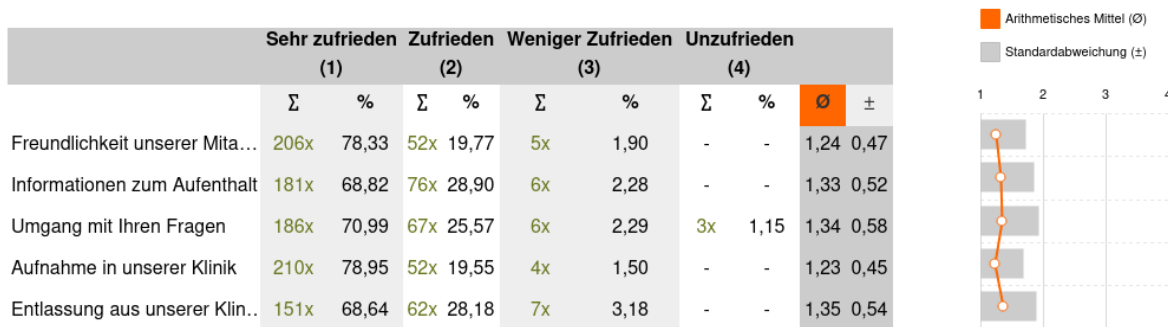 Arithmetisches Mittel (Ø)
Standardabweichung (±)
Sehr zufrieden Zufrieden Weniger Zufrieden Unzufrieden
(1) (2) (3) (4)
Σ % Σ % Σ % Σ % Ø ±
1 2 3 4
Freundlichkeit unserer Mita... 206x 78,33 52x 19,77 5x 1,90 - - 1,24 0,47
Informationen zum Aufenthalt 181x 68,82 76x 28,90 6x 2,28 - - 1,33 0,52
Umgang mit Ihren Fragen 186x 70,99 67x 25,57 6x 2,29 3x 1,15 1,34 0,58
Aufnahme in unserer Klinik 210x 78,95 52x 19,55 4x 1,50 - - 1,23 0,45
Entlassung aus unserer Klin.. 151x 68,64 62x 28,18 7x 3,18 - - 1,35 0,54